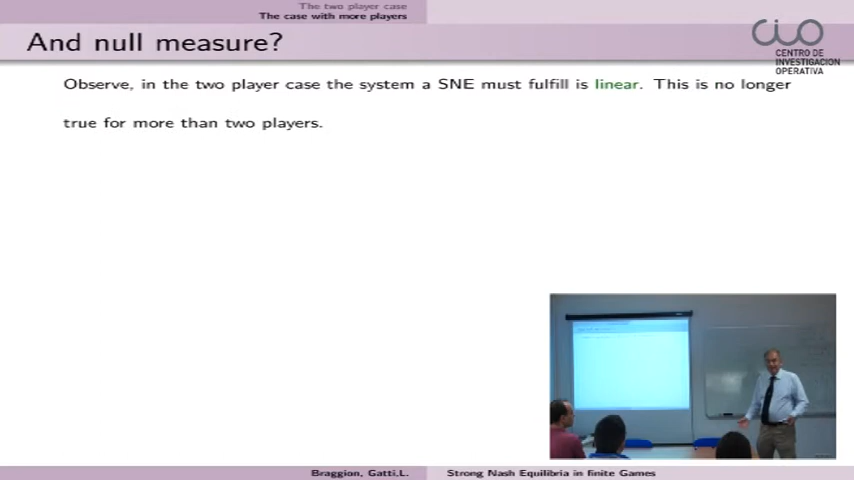 The two player case
The case with more players
And null measure?
CIO
CENTRO DE
INVESTIGACION
OPERATIVA
Observe, in the two player case the system a SNE must fulfill is linear. This is no longer
true for more than two players.
Braggion, Gatti,L.
Strong Nash Equilibria in finite Games